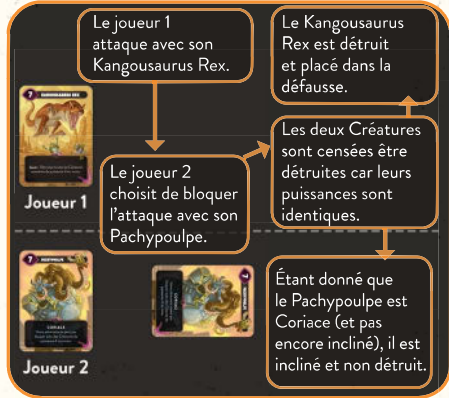 Le joueur 1
attaque avec son
Kangousaurus Rex.
Le joueur 2
choisit de bloquer
l'attaque avec son
Pachypoulpe.
Les deux Créatures
sont censées être
détruites car leurs
puissances sont
identiques.
Le Kangousaurus
Rex est détruit
et placé dans la
défausse.
Étant donné que
le Pachypoulpe est
Coriace (et pas
encore incliné), il est
incliné et non détruit.
7 KANGOUSAURUS REX
Joueur 1
7
CORIACE
Joueur 2
7
CORIACE